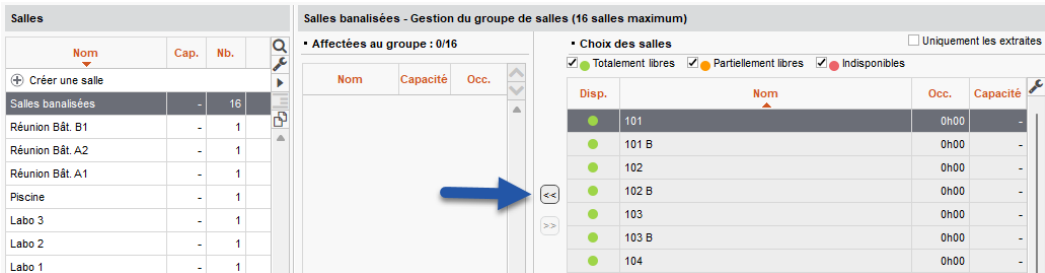 Salles
Nom Cap. Nb.
Créer une salle
Salles banalisées - 16
Réunion Bât. B1 - 1
Réunion Bât. A2 - 1
Réunion Bât. A1 - 1
Piscine - 1
Labo 3 - 1
Labo 2 - 1
Labo 1 - 1
Salles banalisées - Gestion du groupe de salles (16 salles maximum)
▪ Affectées au groupe : 0/16
Nom Capacité Occ.
<<
>>
▪ Choix des salles
Uniquement les extraites
Totalement libres Partiellement libres Indisponibles
Disp. Nom Occ. Capacité
101 0h00 -
101 B 0h00 -
102 0h00 -
102 B 0h00 -
103 0h00 -
103 B 0h00 -
104 0h00 -